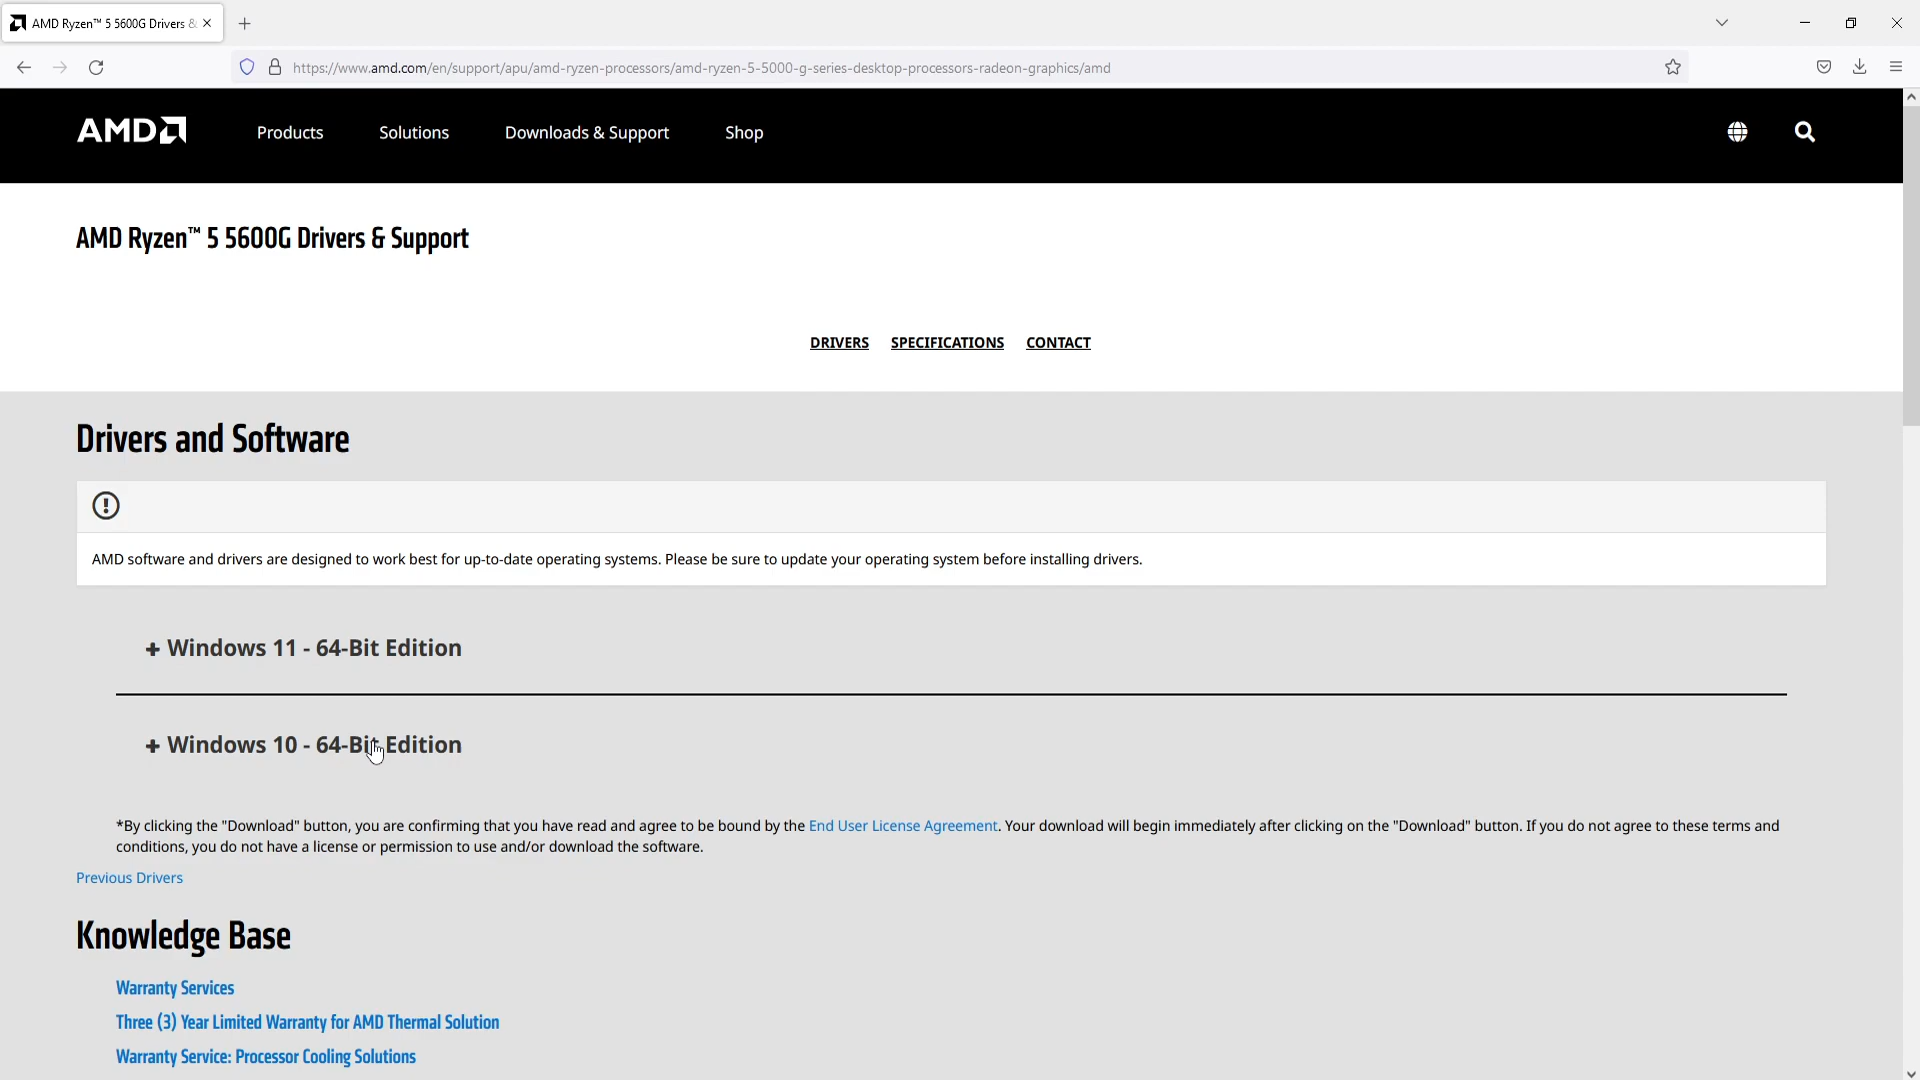 AMD Ryzen™ 5 5600G Drivers &
https://www.amd.com/en/support/apu/amd-ryzen-processors/amd-ryzen-5-5000-g-series-desktop-processors-radeon-graphics/amd
AMD Products Solutions Downloads & Support Shop
AMD Ryzen™ 5 5600G Drivers & Support
DRIVERS SPECIFICATIONS CONTACT
Drivers and Software
AMD software and drivers are designed to work best for up-to-date operating systems. Please be sure to update your operating system before installing drivers.
+ Windows 11 - 64-Bit Edition
+ Windows 10 - 64-Bit Edition
*By clicking the "Download" button, you are confirming that you have read and agree to be bound by the End User License Agreement. Your download will begin immediately after clicking on the "Download" button. If you do not agree to these terms and
conditions, you do not have a license or permission to use and/or download the software.
Previous Drivers
Knowledge Base
Warranty Services
Three (3) Year Limited Warranty for AMD Thermal Solution
Warranty Service: Processor Cooling Solutions